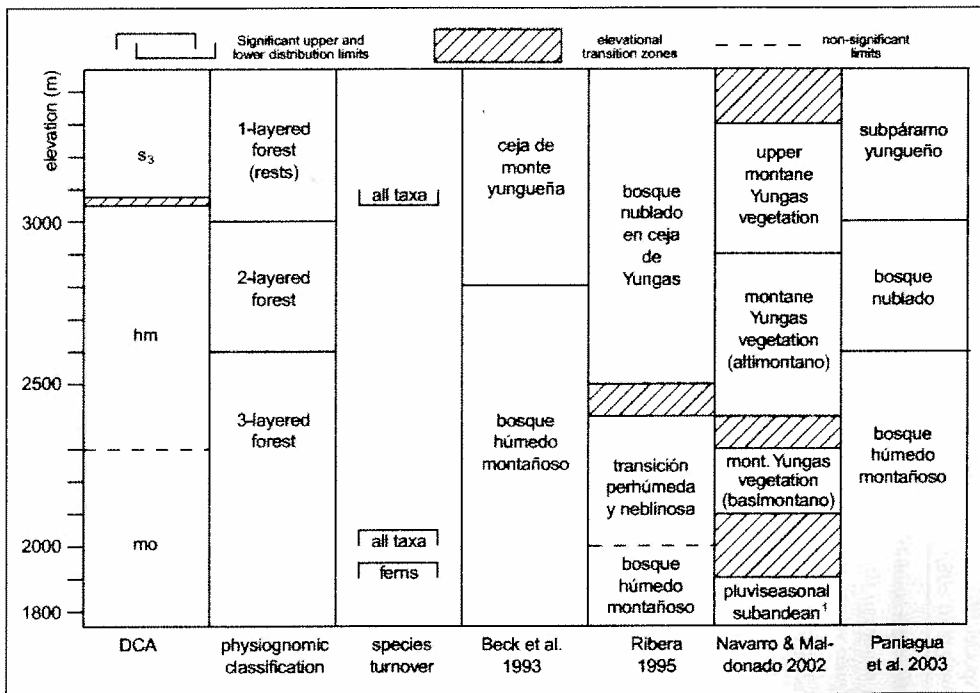 Significant upper and
lower distribution limits
elevational
transition zones
non-significant
limits
elevation (m)
3000
2500
2000
1800
s₃
hm
mo
DCA
1-layered
forest
(rests)
2-layered
forest
3-layered
forest
physiognomic
classification
all taxa
all taxa
ferns
species
turnover
ceja de
monte
yungueña
bosque
húmedo
montañoso
Beck et al.
1993
bosque
nublado
en ceja
de
Yungas
transición
perhúmeda
y neblinosa
bosque
húmedo
montañoso
Ribera
1995
upper
montane
Yungas
vegetation
montane
Yungas
vegetation
(altimontano)
mont. Yungas
vegetation
(basimontano)
pluviseasonal
subandean¹
Navarro & Mal-
donado 2002
subpáramo
yungueño
bosque
nublado
bosque
húmedo
montañoso
Paniagua
et al. 2003